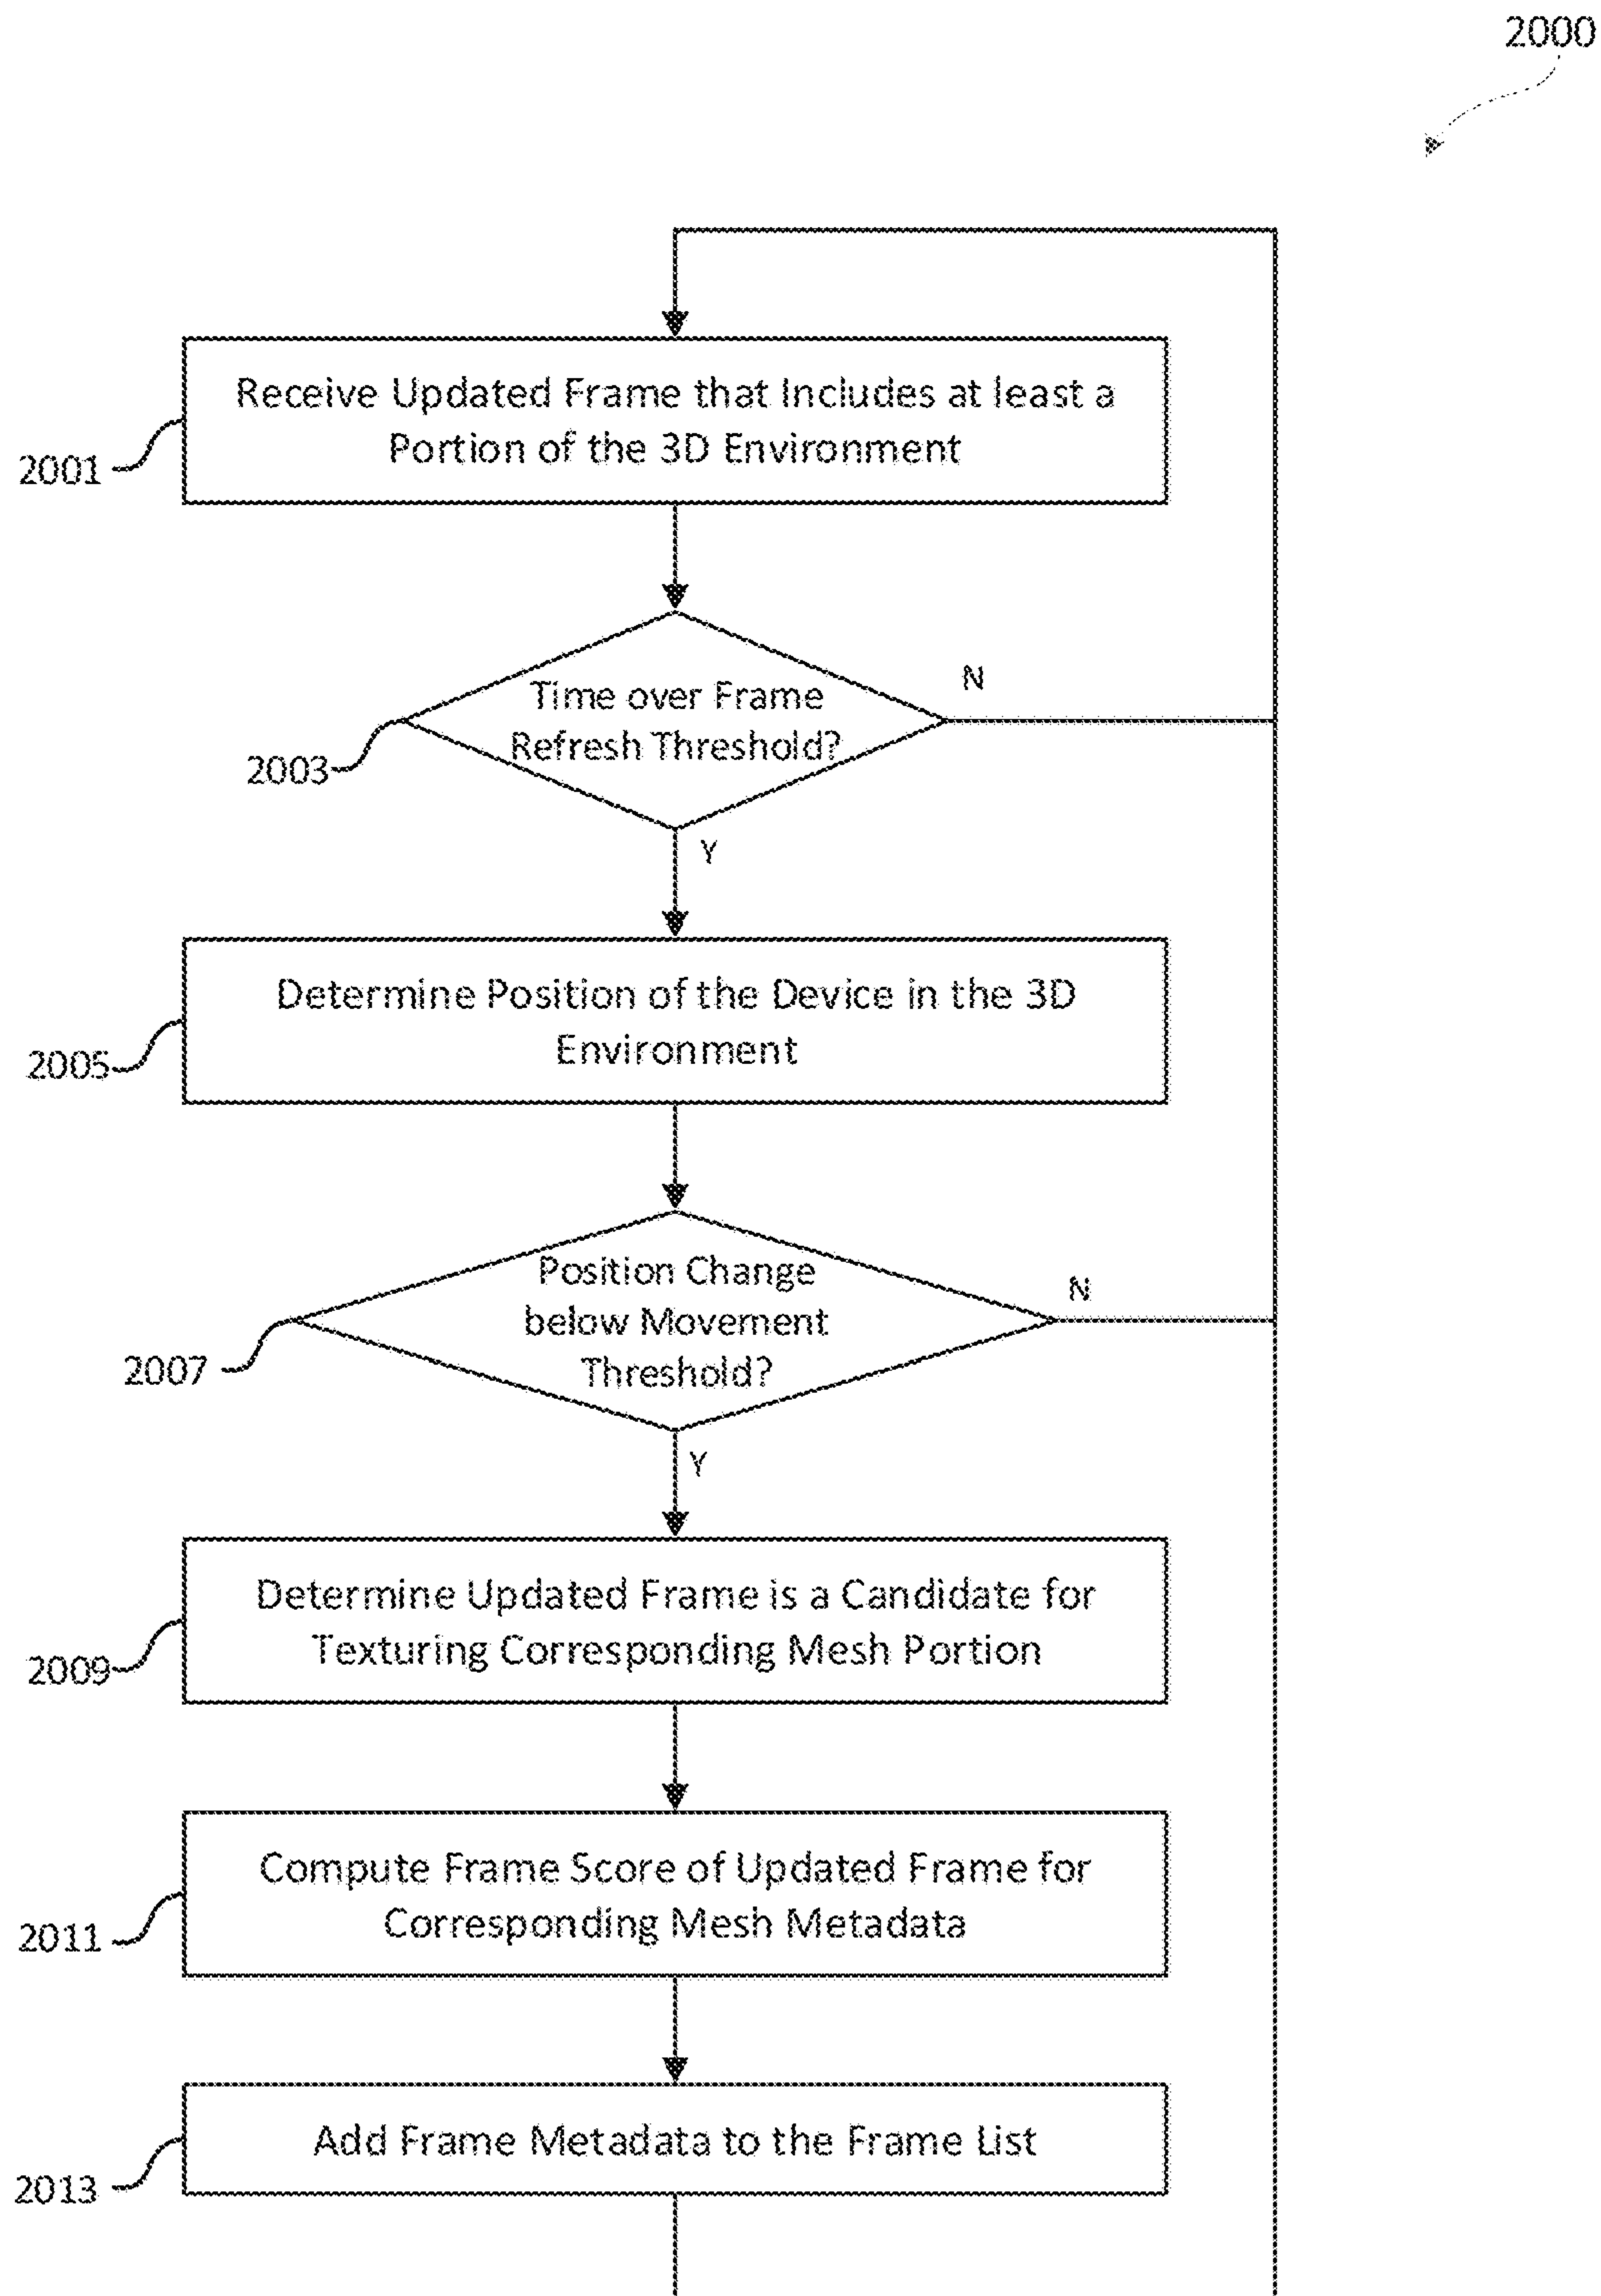 2000
Receive Updated Frame that Includes at least a
Portion of the 3D Environment
2001
Time over Frame
Refresh Threshold?
N
2003
Y
Determine Position of the Device in the 3D
Environment
2005
Position Change
below Movement
Threshold?
N
2007
Y
Determine Updated Frame is a Candidate for
Texturing Corresponding Mesh Portion
2009
Compute Frame Score of Updated Frame for
Corresponding Mesh Metadata
2011
Add Frame Metadata to the Frame List
2013